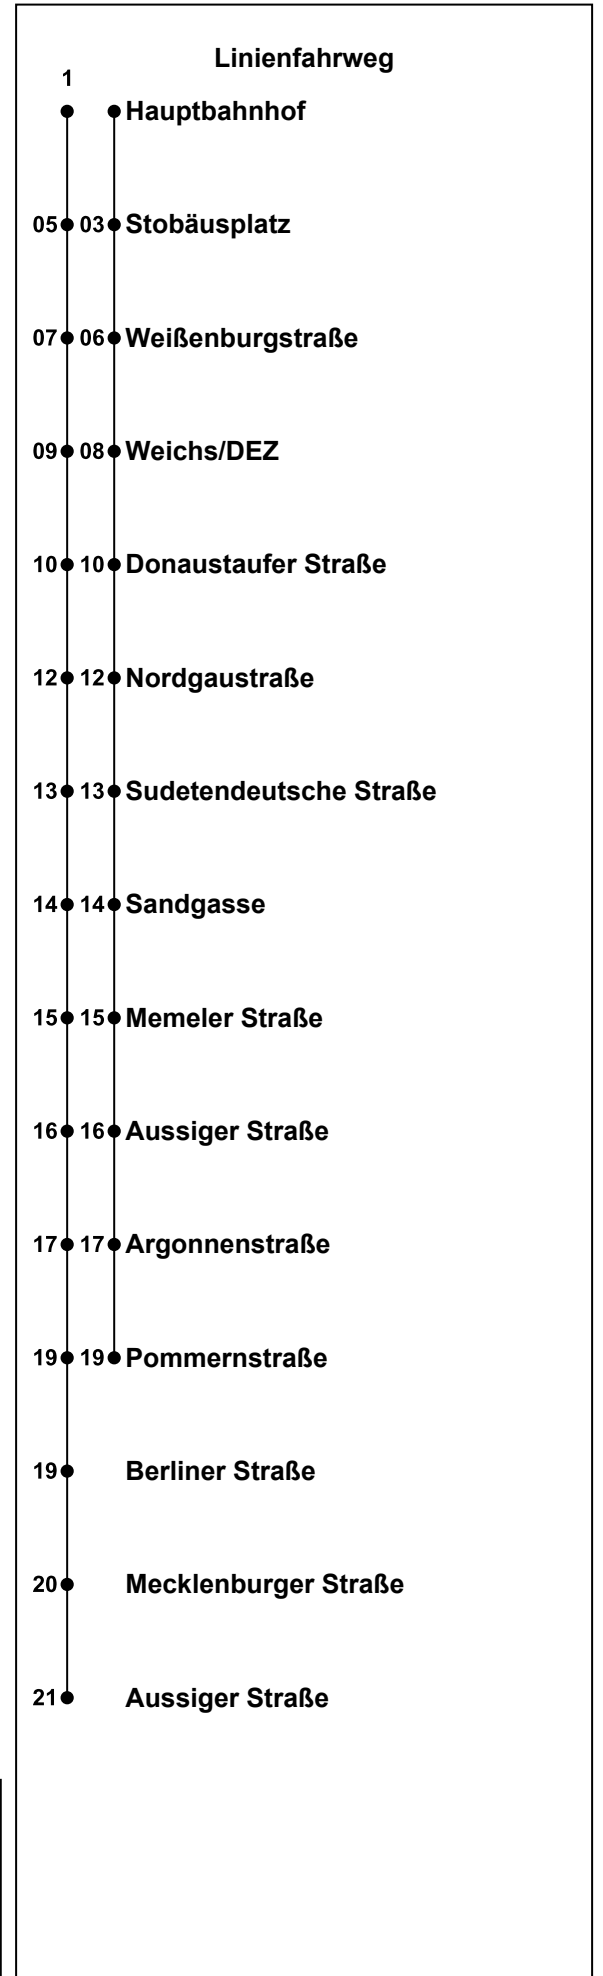 Linienfahrweg
1
Hauptbahnhof
05 03 Stobäusplatz
07 06 Weißenburgstraße
09 08 Weichs/DEZ
10 10 Donaustaufer Straße
12 12 Nordgaustraße
13 13 Sudetendeutsche Straße
14 14 Sandgasse
15 15 Memeler Straße
16 16 Aussiger Straße
17 17 Argonnenstraße
19 19 Pommernstraße
19 Berliner Straße
20 Mecklenburger Straße
21 Aussiger Straße